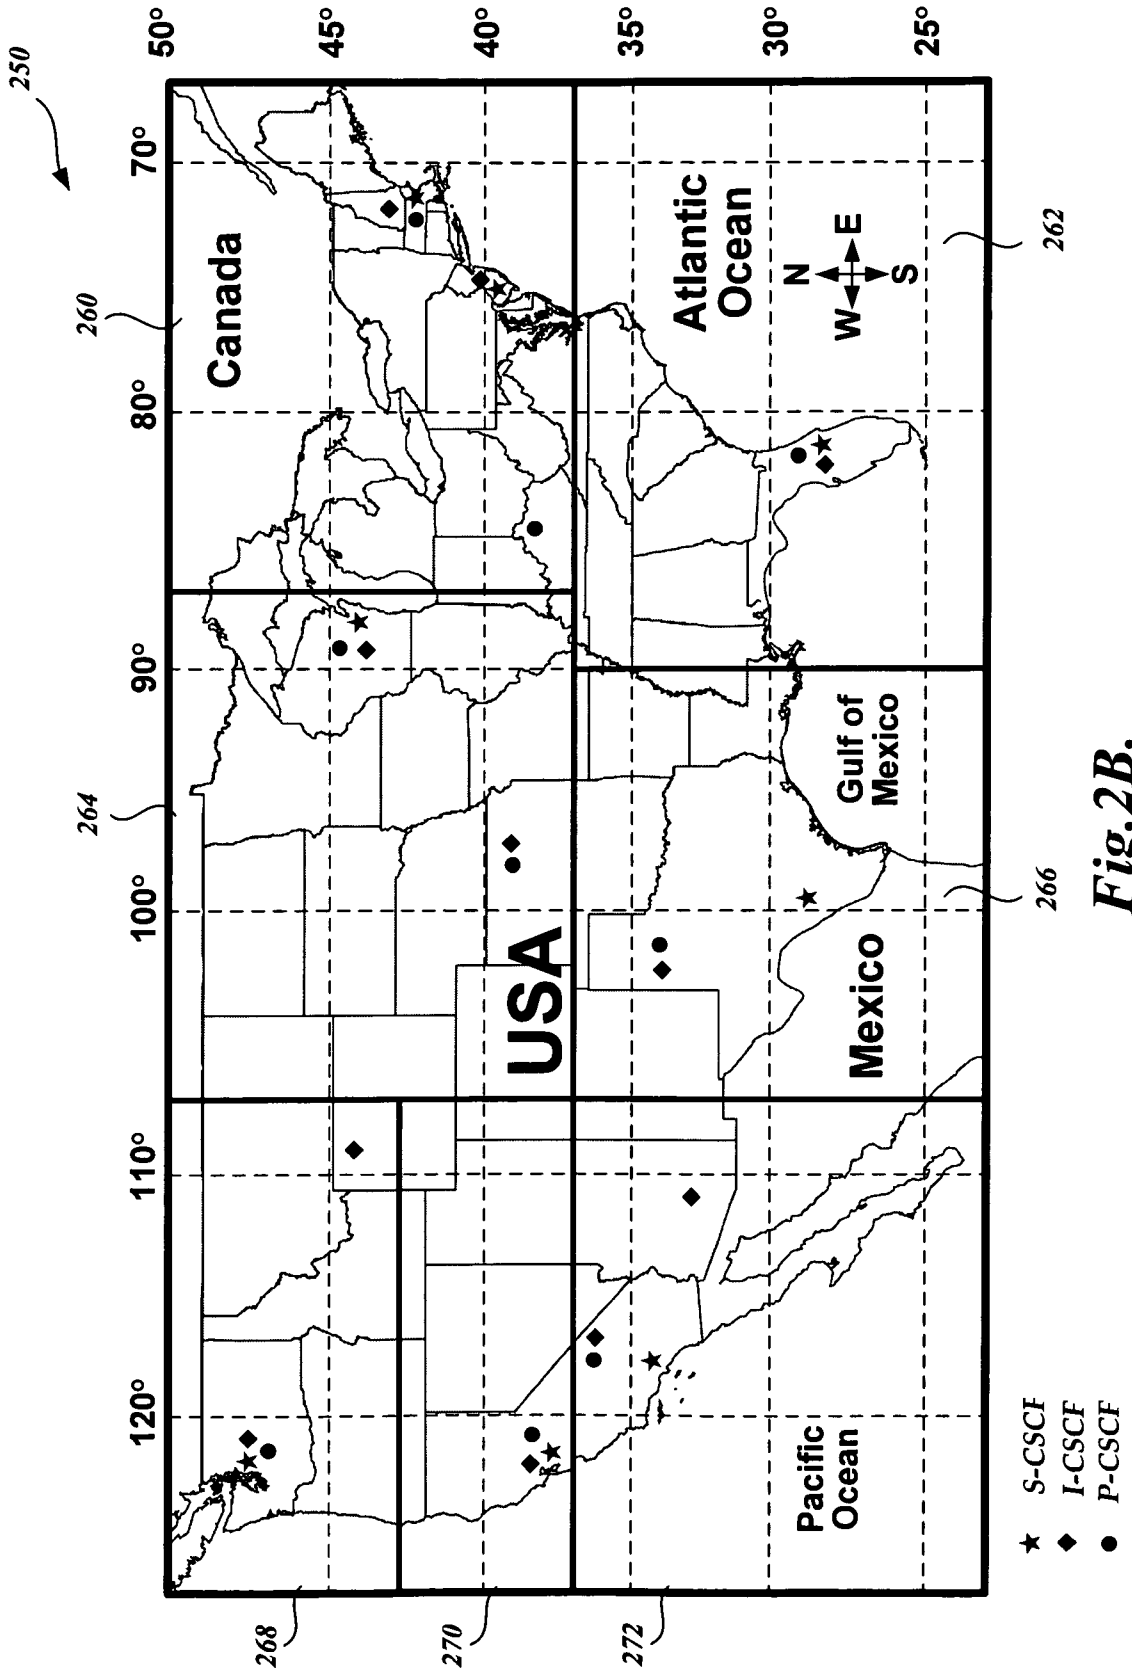 250
260
262
264
266
268
270
272
50°
45°
40°
35°
30°
25°
70°
80°
90°
100°
110°
120°
Canada
USA
Mexico
Gulf of
Mexico
Atlantic
Ocean
Pacific
Ocean
N
W E
S
S-CSCF
I-CSCF
P-CSCF
Fig.2B.